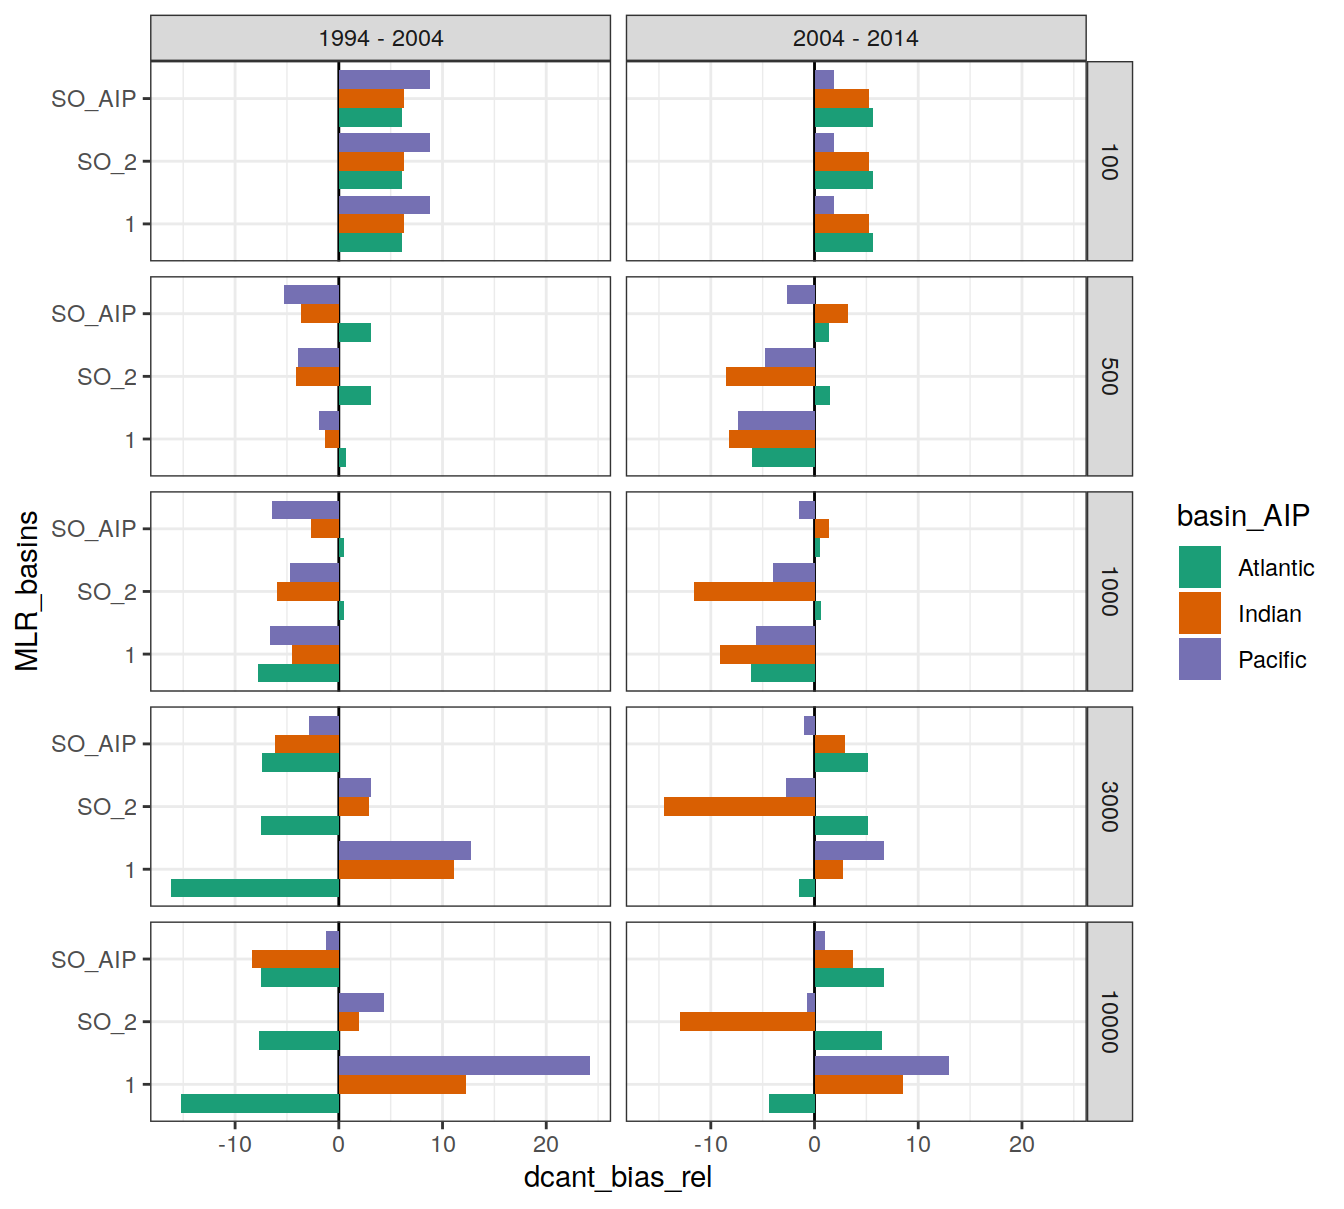 1994 - 2004
2004 - 2014
SO_AIP
SO_2
1
100
SO_AIP
SO_2
1
500
SO_AIP
SO_2
1
1000
SO_AIP
SO_2
1
3000
SO_AIP
SO_2
1
10000
-10 0 10 20
-10 0 10 20
dcant_bias_rel
MLR_basins
basin_AIP
Atlantic
Indian
Pacific